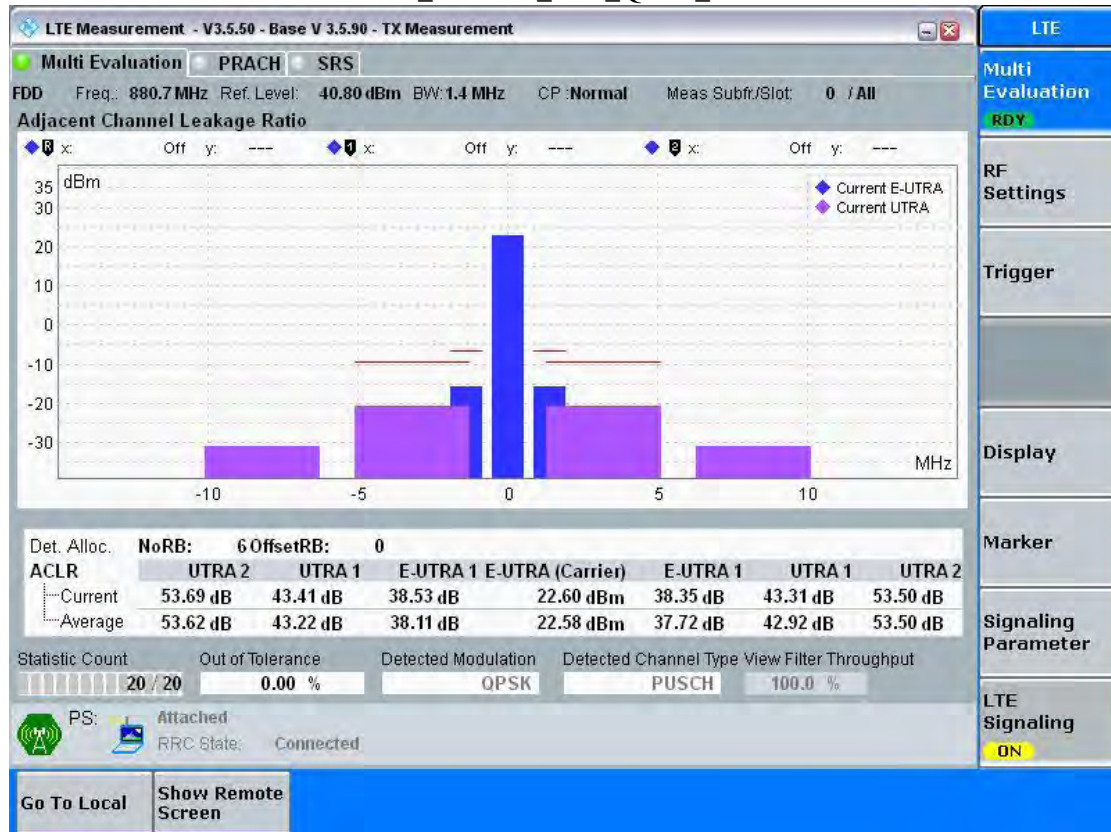 LTE Measurement - V3.5.50 - Base V 3.5.90 - TX Measurement
LTE
Multi Evaluation PRACH SRS
FDD Freq.: 880.7 MHz Ref. Level: 40.80 dBm BW: 1.4 MHz CP :Normal Meas Subfr./Slot: 0 / All
Adjacent Channel Leakage Ratio
x: Off y: --- 1 x: Off y: --- 2 x: Off y: ---
dBm
Current E-UTRA
Current UTRA
35
30
20
10
0
-10
-20
-30
MHz
-10 -5 0 5 10
Det. Alloc. NoRB: 6 OffsetRB: 0
ACLR UTRA 2 UTRA 1 E-UTRA 1 E-UTRA (Carrier) E-UTRA 1 UTRA 1 UTRA 2
Current 53.69 dB 43.41 dB 38.53 dB 22.60 dBm 38.35 dB 43.31 dB 53.50 dB
Average 53.62 dB 43.22 dB 38.11 dB 22.58 dBm 37.72 dB 42.92 dB 53.50 dB
Statistic Count Out of Tolerance Detected Modulation Detected Channel Type View Filter Throughput
20 / 20 0.00 % QPSK PUSCH 100.0 %
PS: Attached
RRC State: Connected
Multi
Evaluation
RDY
RF
Settings
Trigger
Display
Marker
Signaling
Parameter
LTE
Signaling
ON
Go To Local
Show Remote
Screen